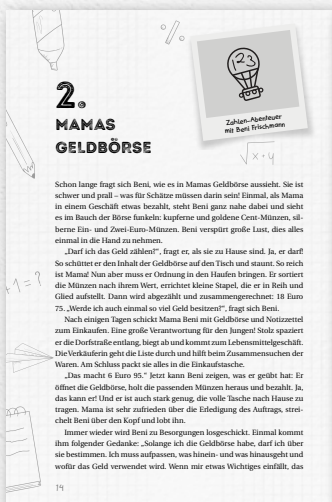 2.
MAMAS
GELDBÖRSE
123
Zahlen-Abenteuer
mit Beni Frischmann
√x+y
+1=?
Schon lange fragt sich Beni, wie es in Mamas Geldbörse aussieht. Sie ist
schwer und prall – was für Schätze müssen darin sein! Einmal, als Mama
in einem Geschäft etwas bezahlt, steht Beni ganz nahe dabei und sieht
es im Bauch der Börse funkeln: kupferne und goldene Cent-Münzen, sil-
berne Ein- und Zwei-Euro-Münzen. Beni verspürt große Lust, dies alles
einmal in die Hand zu nehmen.
„Darf ich das Geld zählen?“, fragt er, als sie zu Hause sind. Ja, er darf!
So schüttet er den Inhalt der Geldbörse auf den Tisch und staunt. So reich
ist Mama! Nun aber muss er Ordnung in den Haufen bringen. Er sortiert
die Münzen nach ihrem Wert, errichtet kleine Stapel, die er in Reih und
Glied aufstellt. Dann wird abgezählt und zusammengerechnet: 18 Euro
75. „Werde ich auch einmal so viel Geld besitzen?“, fragt sich Beni.
Nach einigen Tagen schickt Mama Beni mit Geldbörse und Notizzettel
zum Einkaufen. Eine große Verantwortung für den Jungen! Stolz spaziert
er die Dorfstraße entlang, biegt ab und kommt zum Lebensmittelgeschäft.
Die Verkäuferin geht die Liste durch und hilft beim Zusammensuchen der
Waren. Am Schluss packt sie alles in die Einkaufstasche.
„Das macht 6 Euro 95.“ Jetzt kann Beni zeigen, was er geübt hat: Er
öffnet die Geldbörse, holt die passenden Münzen heraus und bezahlt. Ja,
das kann er! Und er ist auch stark genug, die volle Tasche nach Hause zu
tragen. Mama ist sehr zufrieden über die Erledigung des Auftrags, strei-
chelt Beni über den Kopf und lobt ihn.
Immer wieder wird Beni zu Besorgungen losgeschickt. Einmal kommt
ihm folgender Gedanke: „Solange ich die Geldbörse habe, darf ich über
sie bestimmen. Ich muss aufpassen, was hinein- und was hinausgeht und
wofür das Geld verwendet wird. Wenn mir etwas Wichtiges einfällt, das
14